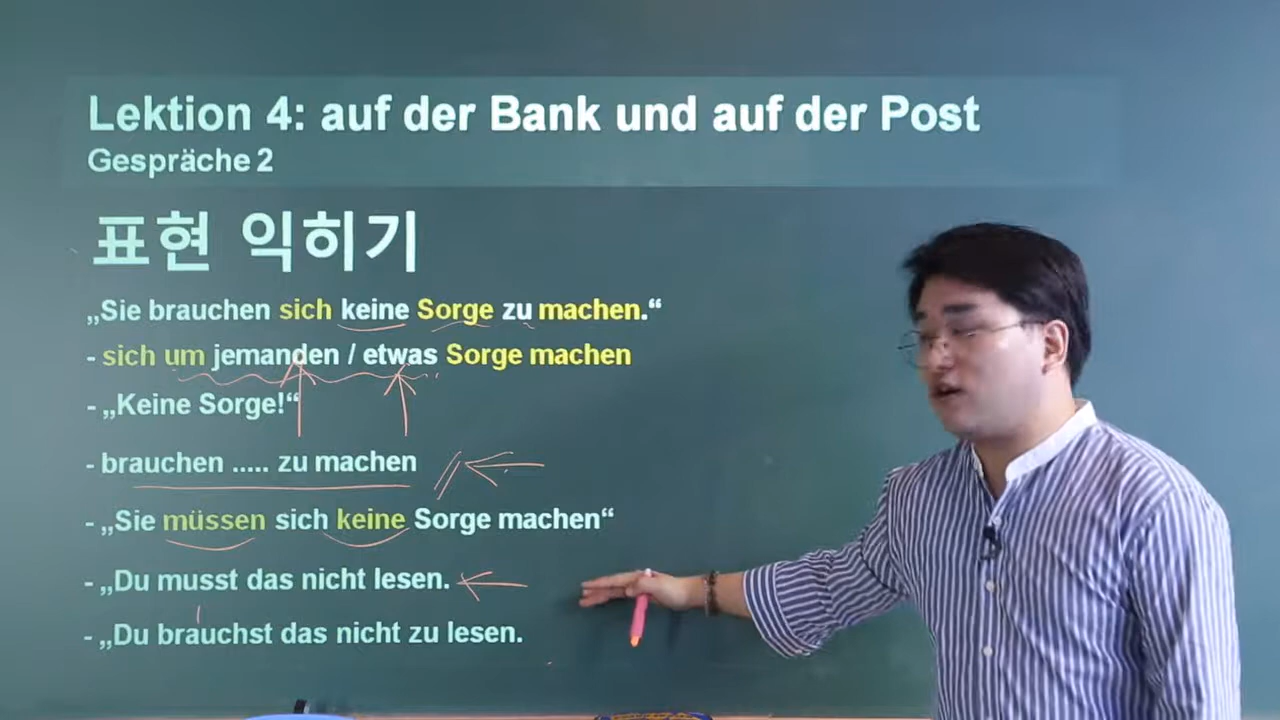 Lektion 4: auf der Bank und auf der Post
Gespräche 2
표현 익히기
„Sie brauchen sich keine Sorge zu machen.“
- sich um jemanden / etwas Sorge machen
- „Keine Sorge!“
- brauchen ..... zu machen
- „Sie müssen sich keine Sorge machen“
- „Du musst das nicht lesen.
- „Du brauchst das nicht zu lesen.